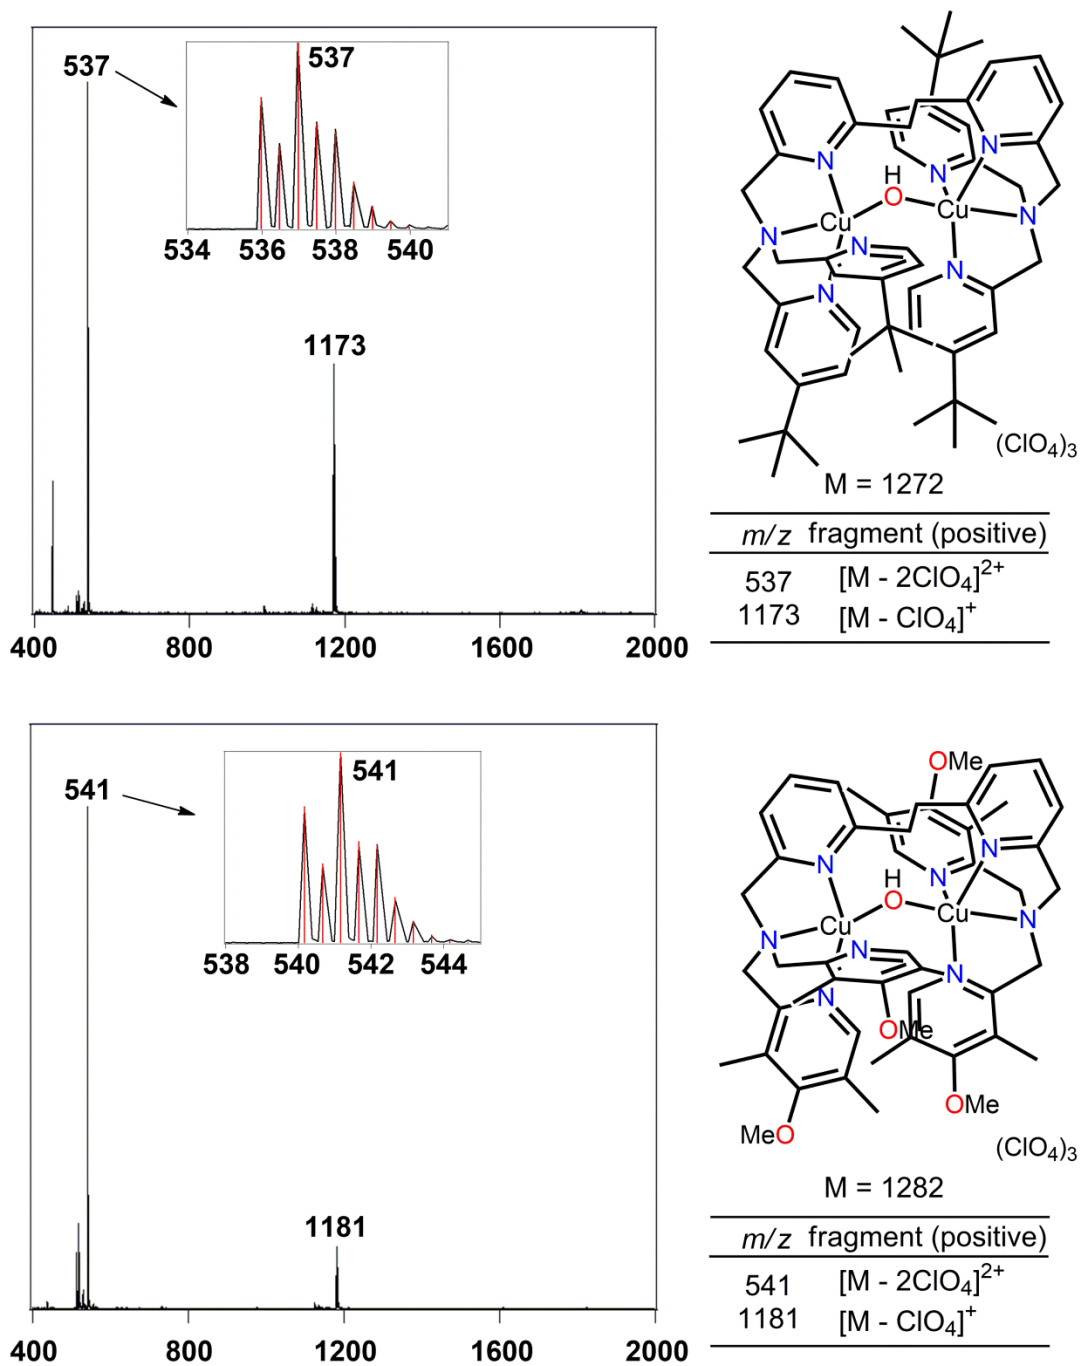 537
537
534 536 538 540
1173
400 800 1200 1600 2000
N
N
N
H
O
Cu
Cu
N
N
N
N
N
(ClO₄)₃
M = 1272
m/z fragment (positive)
537 [M - 2ClO₄]²⁺
1173 [M - ClO₄]⁺
541
541
538 540 542 544
1181
400 800 1200 1600 2000
OMe
N
N
N
H
O
Cu
Cu
N
N
N
N
N
OMe
OMe
MeO
(ClO₄)₃
M = 1282
m/z fragment (positive)
541 [M - 2ClO₄]²⁺
1181 [M - ClO₄]⁺